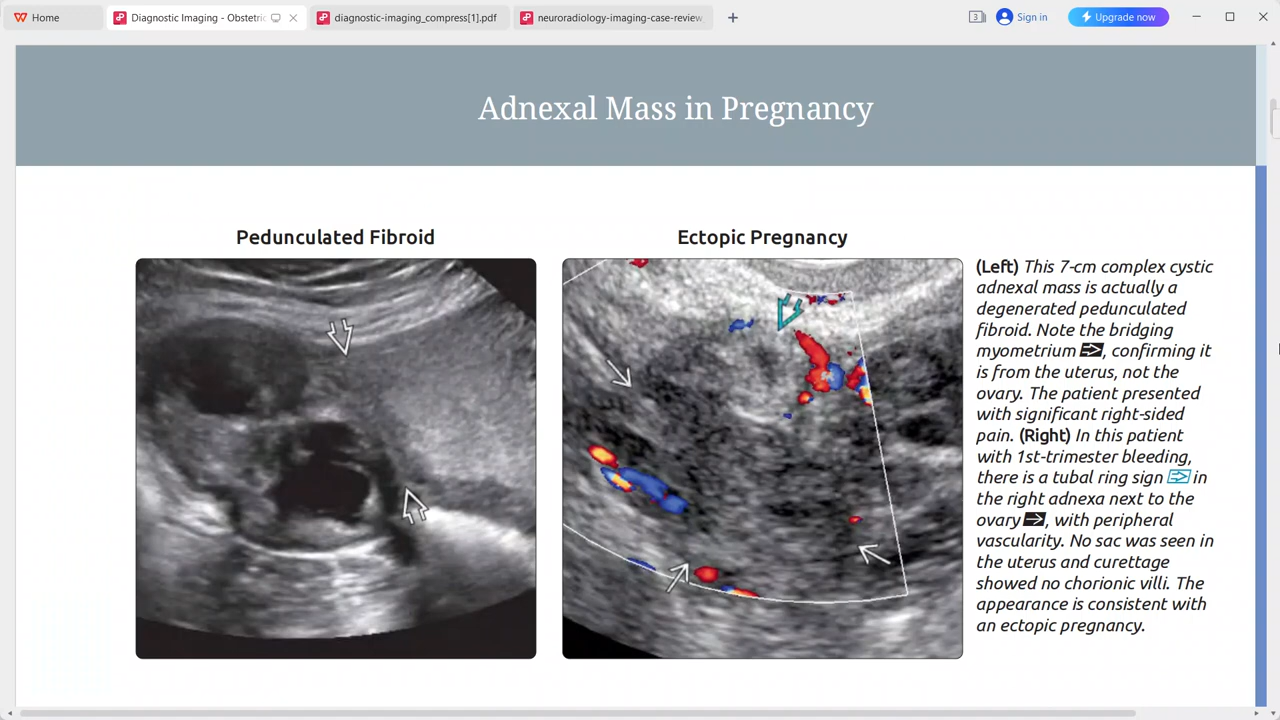 Home
Diagnostic Imaging - Obstetric
diagnostic-imaging_compress[1].pdf
neuroradiology-imaging-case-review
3
Sign in
Upgrade now
Adnexal Mass in Pregnancy
Pedunculated Fibroid
Ectopic Pregnancy
(Left) This 7-cm complex cystic
adnexal mass is actually a
degenerated pedunculated
fibroid. Note the bridging
myometrium , confirming it
is from the uterus, not the
ovary. The patient presented
with significant right-sided
pain. (Right) In this patient
with 1st-trimester bleeding,
there is a tubal ring sign in
the right adnexa next to the
ovary , with peripheral
vascularity. No sac was seen in
the uterus and curettage
showed no chorionic villi. The
appearance is consistent with
an ectopic pregnancy.